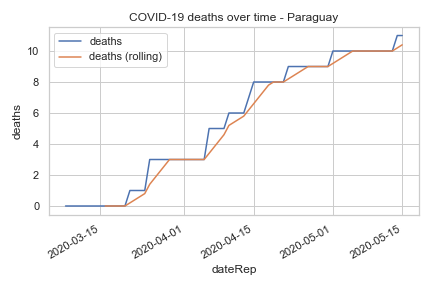 COVID-19 deaths over time - Paraguay
deaths
deaths (rolling)
10
8
6
4
2
0
deaths
2020-03-15
2020-04-01
2020-04-15
2020-05-01
2020-05-15
dateRep